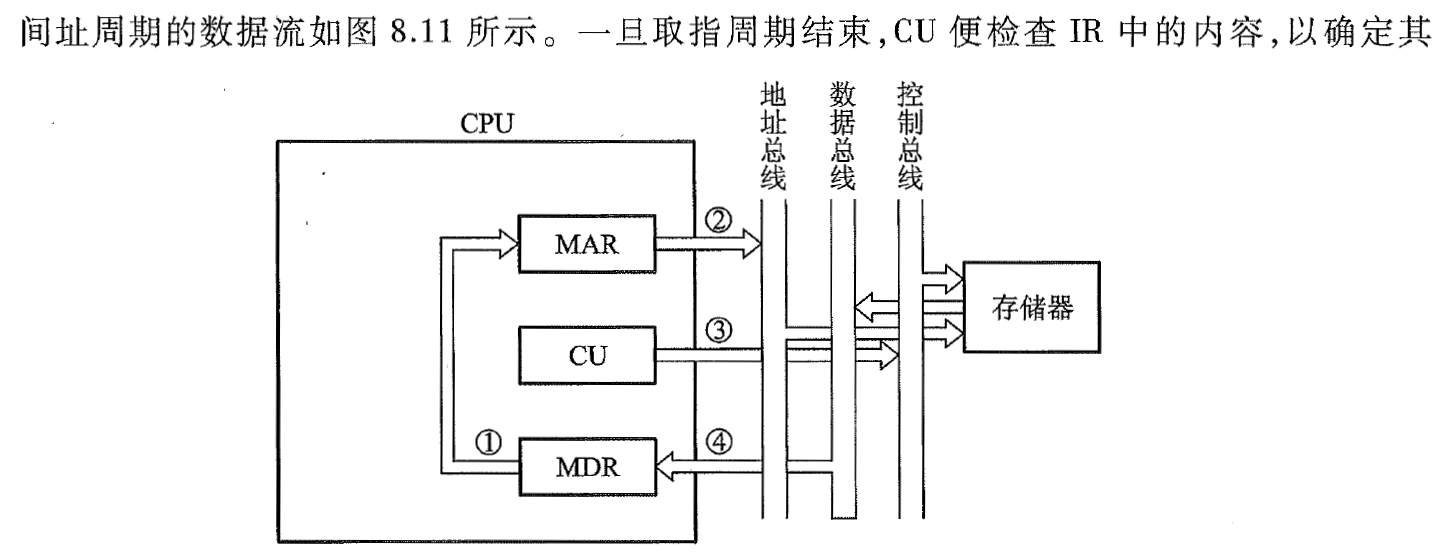 间址周期的数据流如图 8.11 所示。一旦取指周期结束,CU 便检查 IR 中的内容,以确定其
CPU
地址总线
数据总线
控制总线
MAR
②
存储器
CU
③
①
MDR
④